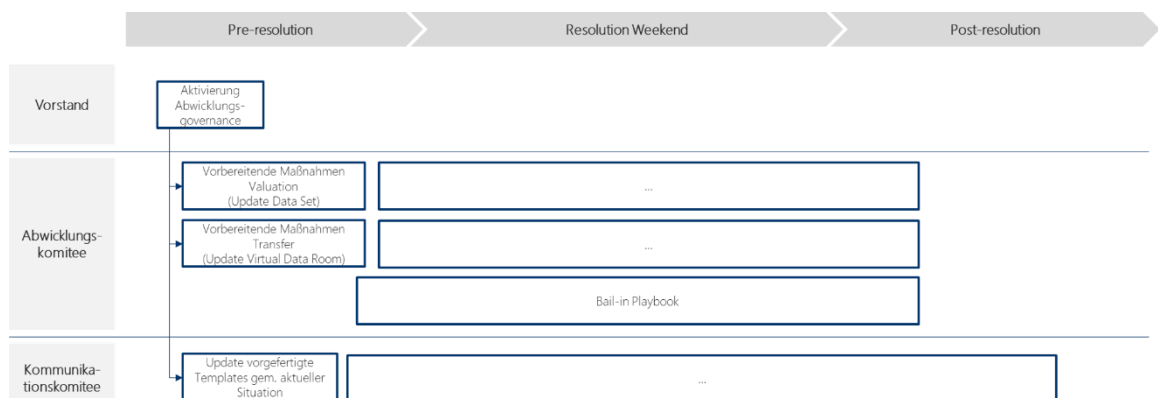 Pre-resolution
Resolution Weekend
Post-resolution
Vorstand
Aktivierung
Abwicklungs-
governance
Abwicklungs-
komitee
Vorbereitende Maßnahmen
Valuation
(Update Data Set)
...
Vorbereitende Maßnahmen
Transfer
(Update Virtual Data Room)
...
Bail-in Playbook
Kommunika-
tionskomitee
Update vorgefertigte
Templates gem. aktueller
Situation
...